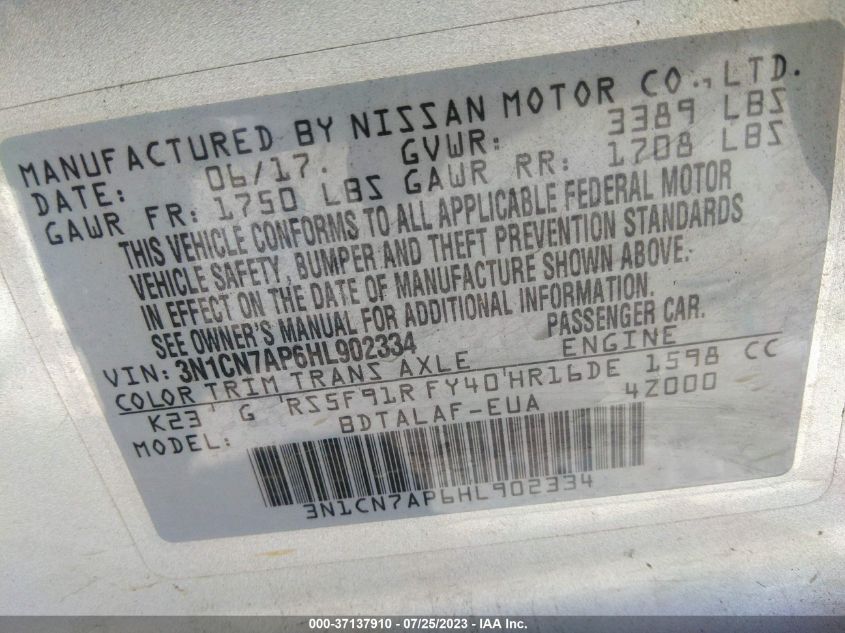 MANUFACTURED BY NISSAN MOTOR CO., LTD.
DATE: 06/17. GVWR: 3389 LBS
GAWR FR: 1750 LBS GAWR RR: 1708 LBS
THIS VEHICLE CONFORMS TO ALL APPLICABLE FEDERAL MOTOR
VEHICLE SAFETY, BUMPER AND THEFT PREVENTION STANDARDS
IN EFFECT ON THE DATE OF MANUFACTURE SHOWN ABOVE.
SEE OWNER'S MANUAL FOR ADDITIONAL INFORMATION.
VIN: 3N1CN7AP6HL902334 PASSENGER CAR.
COLOR TRIM TRANS AXLE ENGINE
K23 G RS5F91R FY40 HR16DE 1598 CC
MODEL: BDTALAF-EUA 4Z000
3N1CN7AP6HL902334
000-37137910 - 07/25/2023 - IAA Inc.